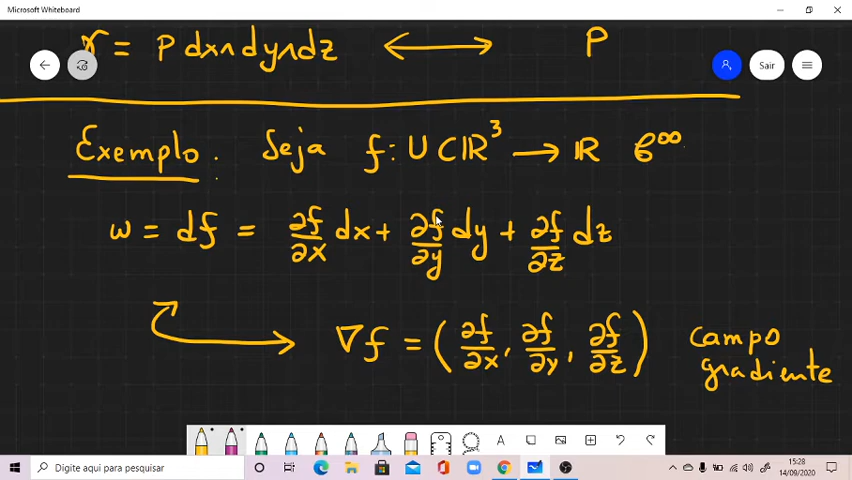 Microsoft Whiteboard
γ = P dx∧dy∧dz ⟷ P
Sair
Exemplo: Seja f: U ⊂ ℝ³ → ℝ C^∞.
ω = df = ∂f/∂x dx + ∂f/∂y dy + ∂f/∂z dz
∇f = (∂f/∂x, ∂f/∂y, ∂f/∂z) campo
gradiente
Digite aqui para pesquisar
15:28
14/09/2020